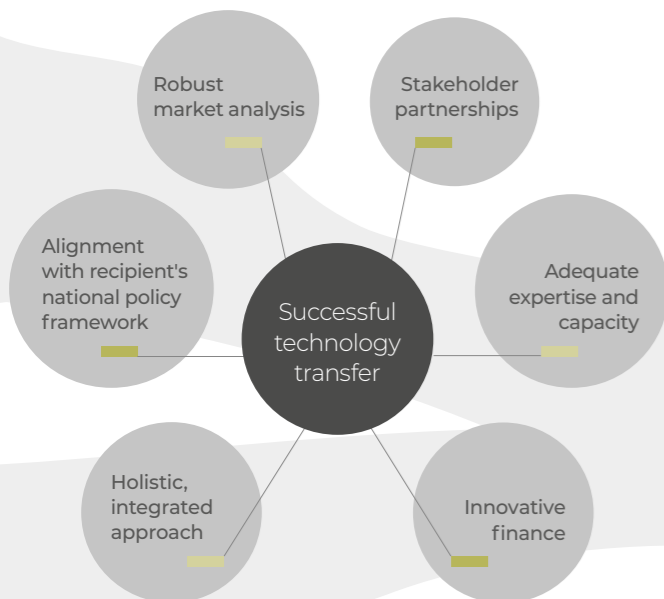 Robust
market analysis
Stakeholder
partnerships
Alignment
with recipient's
national policy
framework
Adequate
expertise and
capacity
Successful
technology
transfer
Holistic,
integrated
approach
Innovative
finance